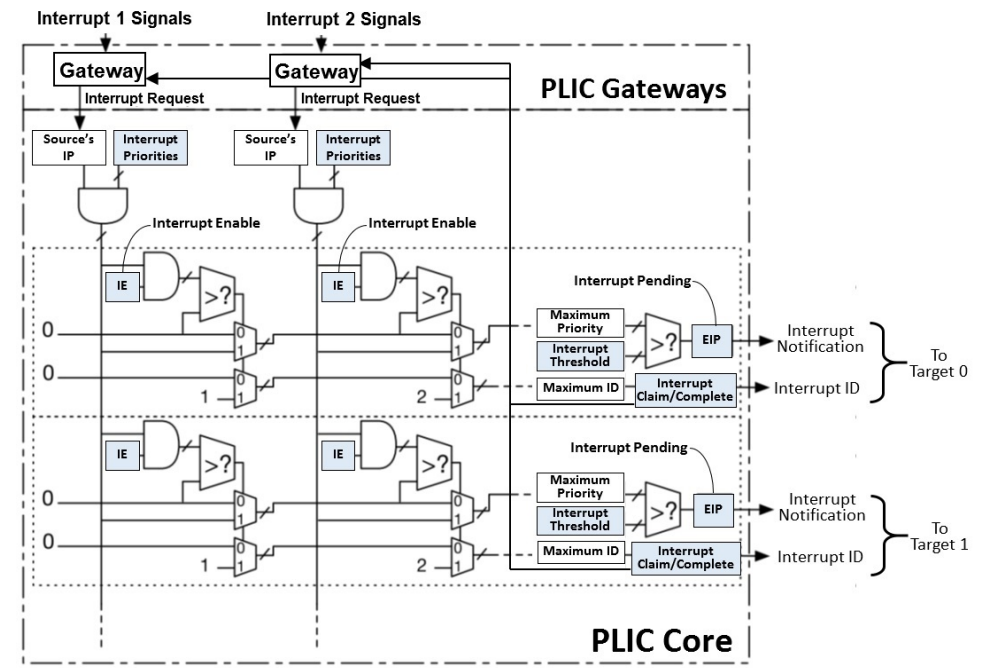 Interrupt 1 Signals
Interrupt 2 Signals
Gateway
Gateway
PLIC Gateways
Interrupt Request
Interrupt Request
Source's
IP
Interrupt
Priorities
Source's
IP
Interrupt
Priorities
Interrupt Enable
Interrupt Enable
IE
>?
IE
>?
Interrupt Pending
0
0
1
0
1
Maximum
Priority
Interrupt
Threshold
>?
EIP
Interrupt
Notification
0
1
0
1
2
0
1
Maximum ID
Interrupt
Claim/Complete
Interrupt ID
To
Target 0
IE
>?
IE
>?
Interrupt Pending
0
0
1
0
1
Maximum
Priority
Interrupt
Threshold
>?
EIP
Interrupt
Notification
0
1
0
1
2
0
1
Maximum ID
Interrupt
Claim/Complete
Interrupt ID
To
Target 1
PLIC Core